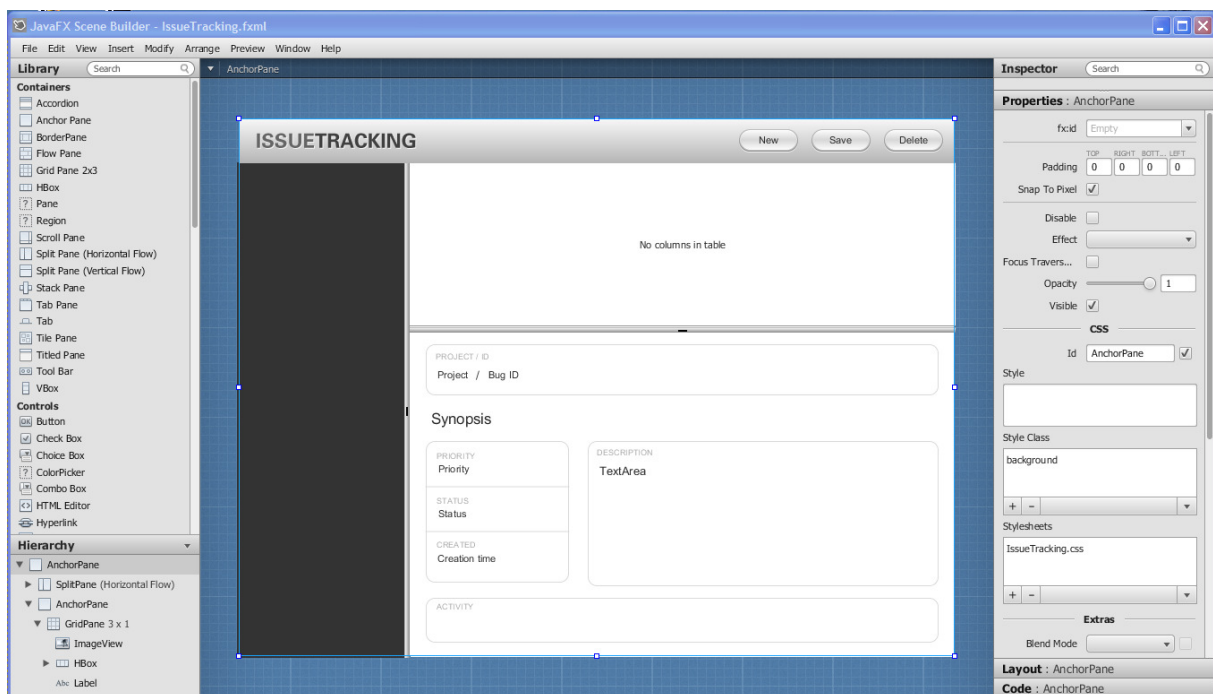 JavaFX Scene Builder - IssueTracking.fxml
File Edit View Insert Modify Arrange Preview Window Help
Library Search
Containers
Accordion
Anchor Pane
BorderPane
Flow Pane
Grid Pane 2x3
HBox
Pane
Region
Scroll Pane
Split Pane (Horizontal Flow)
Split Pane (Vertical Flow)
Stack Pane
Tab Pane
Tab
Tile Pane
Titled Pane
Tool Bar
VBox
Controls
Button
Check Box
Choice Box
ColorPicker
Combo Box
HTML Editor
Hyperlink
Hierarchy
AnchorPane
SplitPane (Horizontal Flow)
AnchorPane
GridPane 3 x 1
ImageView
HBox
Abc Label
AnchorPane
ISSUETRACKING New Save Delete
No columns in table
PROJECT / ID
Project / Bug ID
Synopsis
PRIORITY
Priority
STATUS
Status
CREATED
Creation time
DESCRIPTION
TextArea
ACTIVITY
Inspector Search
Properties : AnchorPane
fx:id Empty
TOP RIGHT BOTT... LEFT
Padding 0 0 0 0
Snap To Pixel
Disable
Effect
Focus Travers...
Opacity 1
Visible
CSS
Id AnchorPane
Style
Style Class
background
+ -
Stylesheets
IssueTracking.css
+ -
Extras
Blend Mode
Layout : AnchorPane
Code : AnchorPane